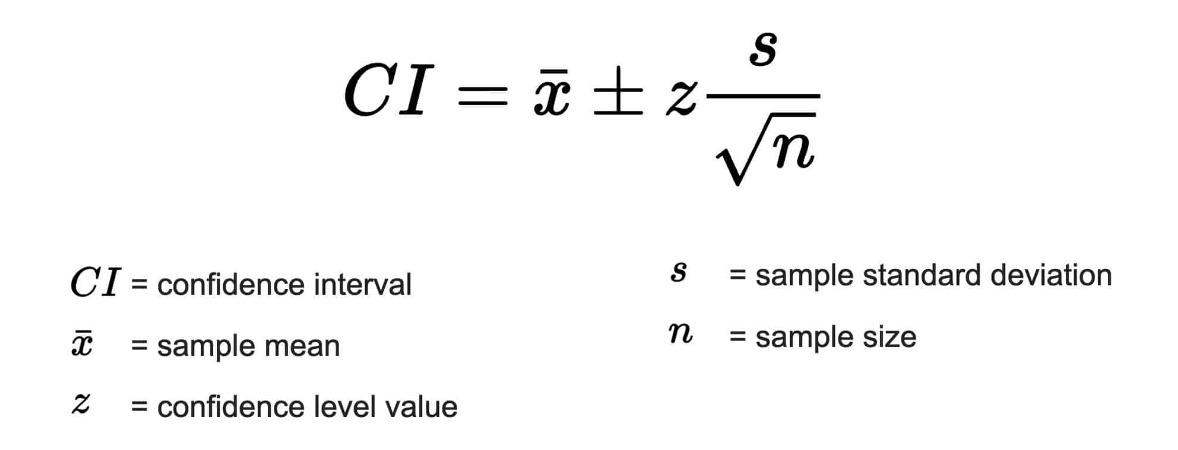 CI = x̄ ± z s/√n
CI = confidence interval
x̄ = sample mean
z = confidence level value
s = sample standard deviation
n = sample size